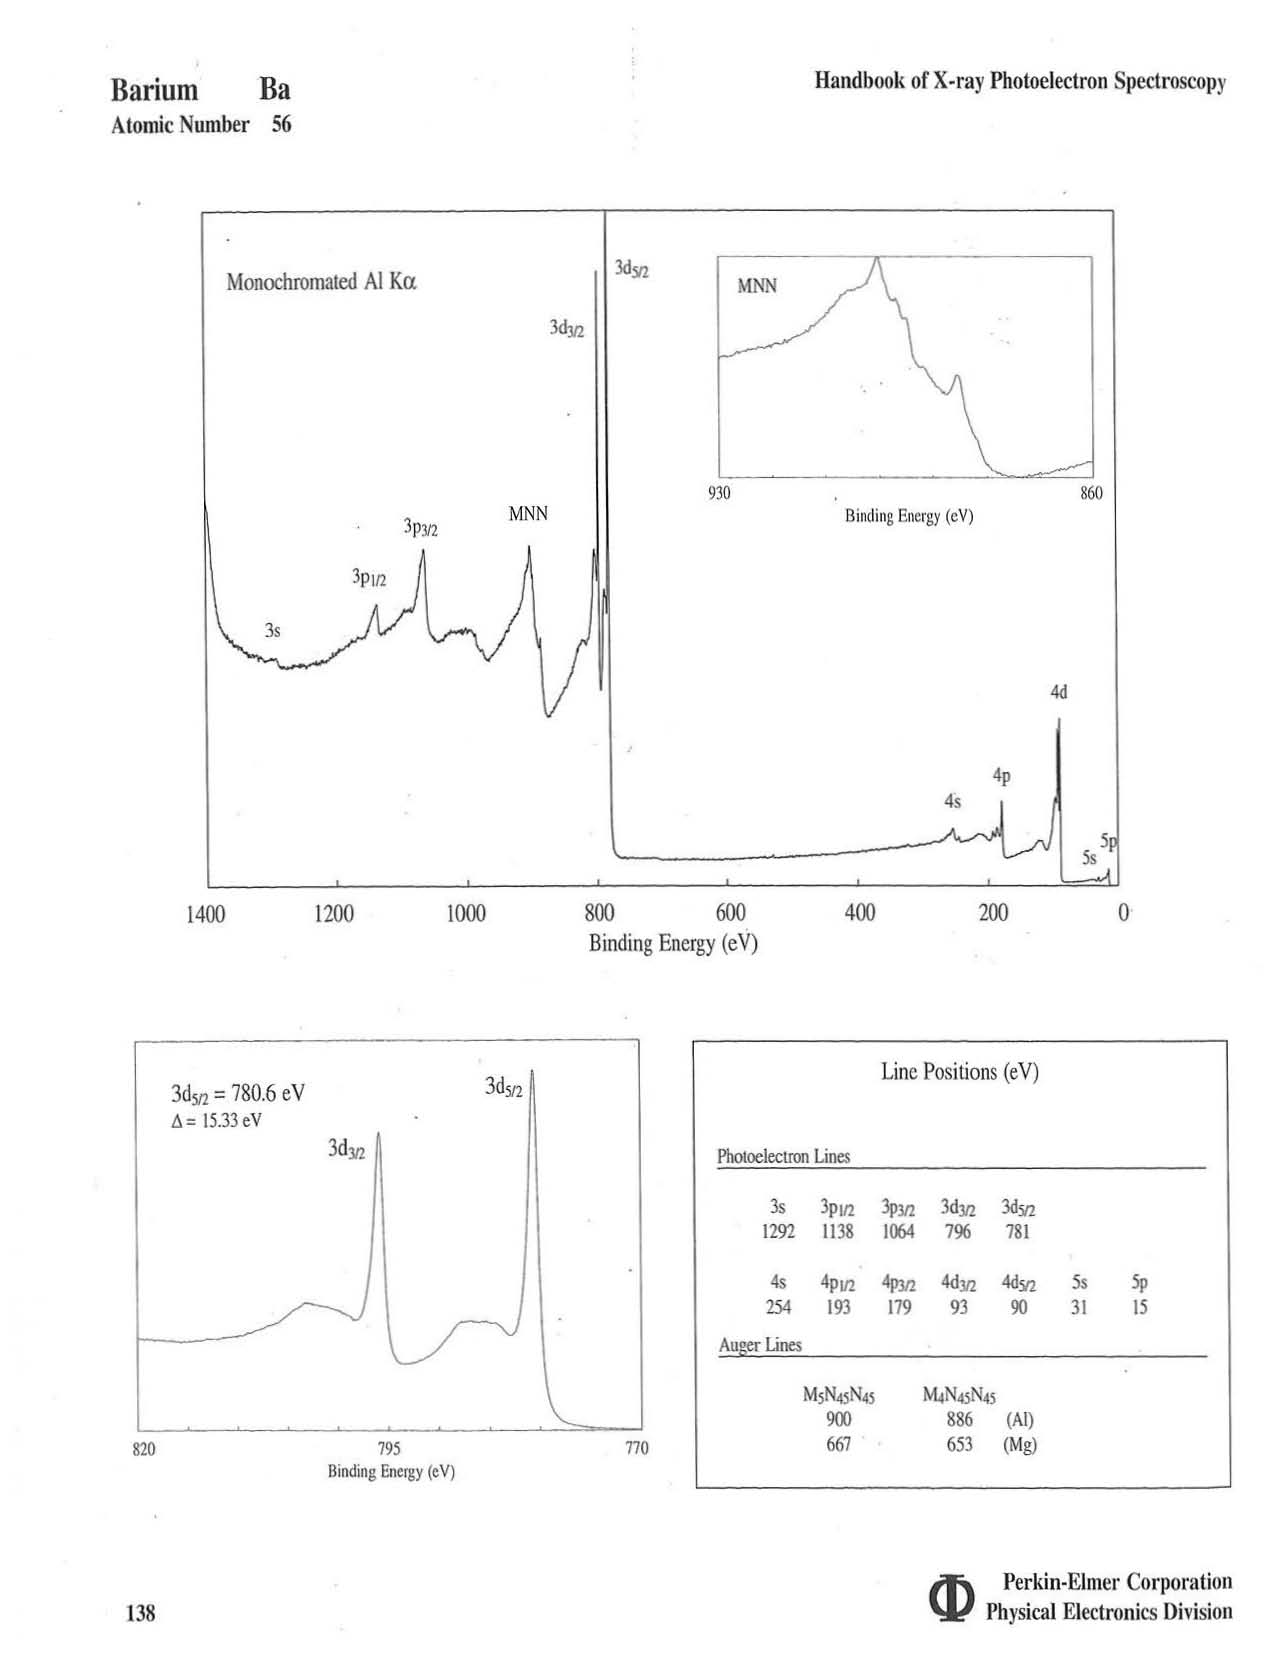 Barium Ba
Atomic Number 56
Handbook of X-ray Photoelectron Spectroscopy
Monochromated Al Kα
3d5/2
3d3/2
MNN
930
860
Binding Energy (eV)
MNN
3p3/2
3p1/2
3s
4d
4p
4s
5p
5s
1400 1200 1000 800 600 400 200 0
Binding Energy (eV)
3d5/2 = 780.6 eV
Δ = 15.33 eV
3d5/2
3d3/2
820 795 770
Binding Energy (eV)
Line Positions (eV)
Photoelectron Lines
3s 3p1/2 3p3/2 3d3/2 3d5/2
1292 1138 1064 796 781
4s 4p1/2 4p3/2 4d3/2 4d5/2 5s 5p
254 193 179 93 90 31 15
Auger Lines
M5N45N45 M4N45N45
900 886 (Al)
667 653 (Mg)
138
Perkin-Elmer Corporation
Physical Electronics Division